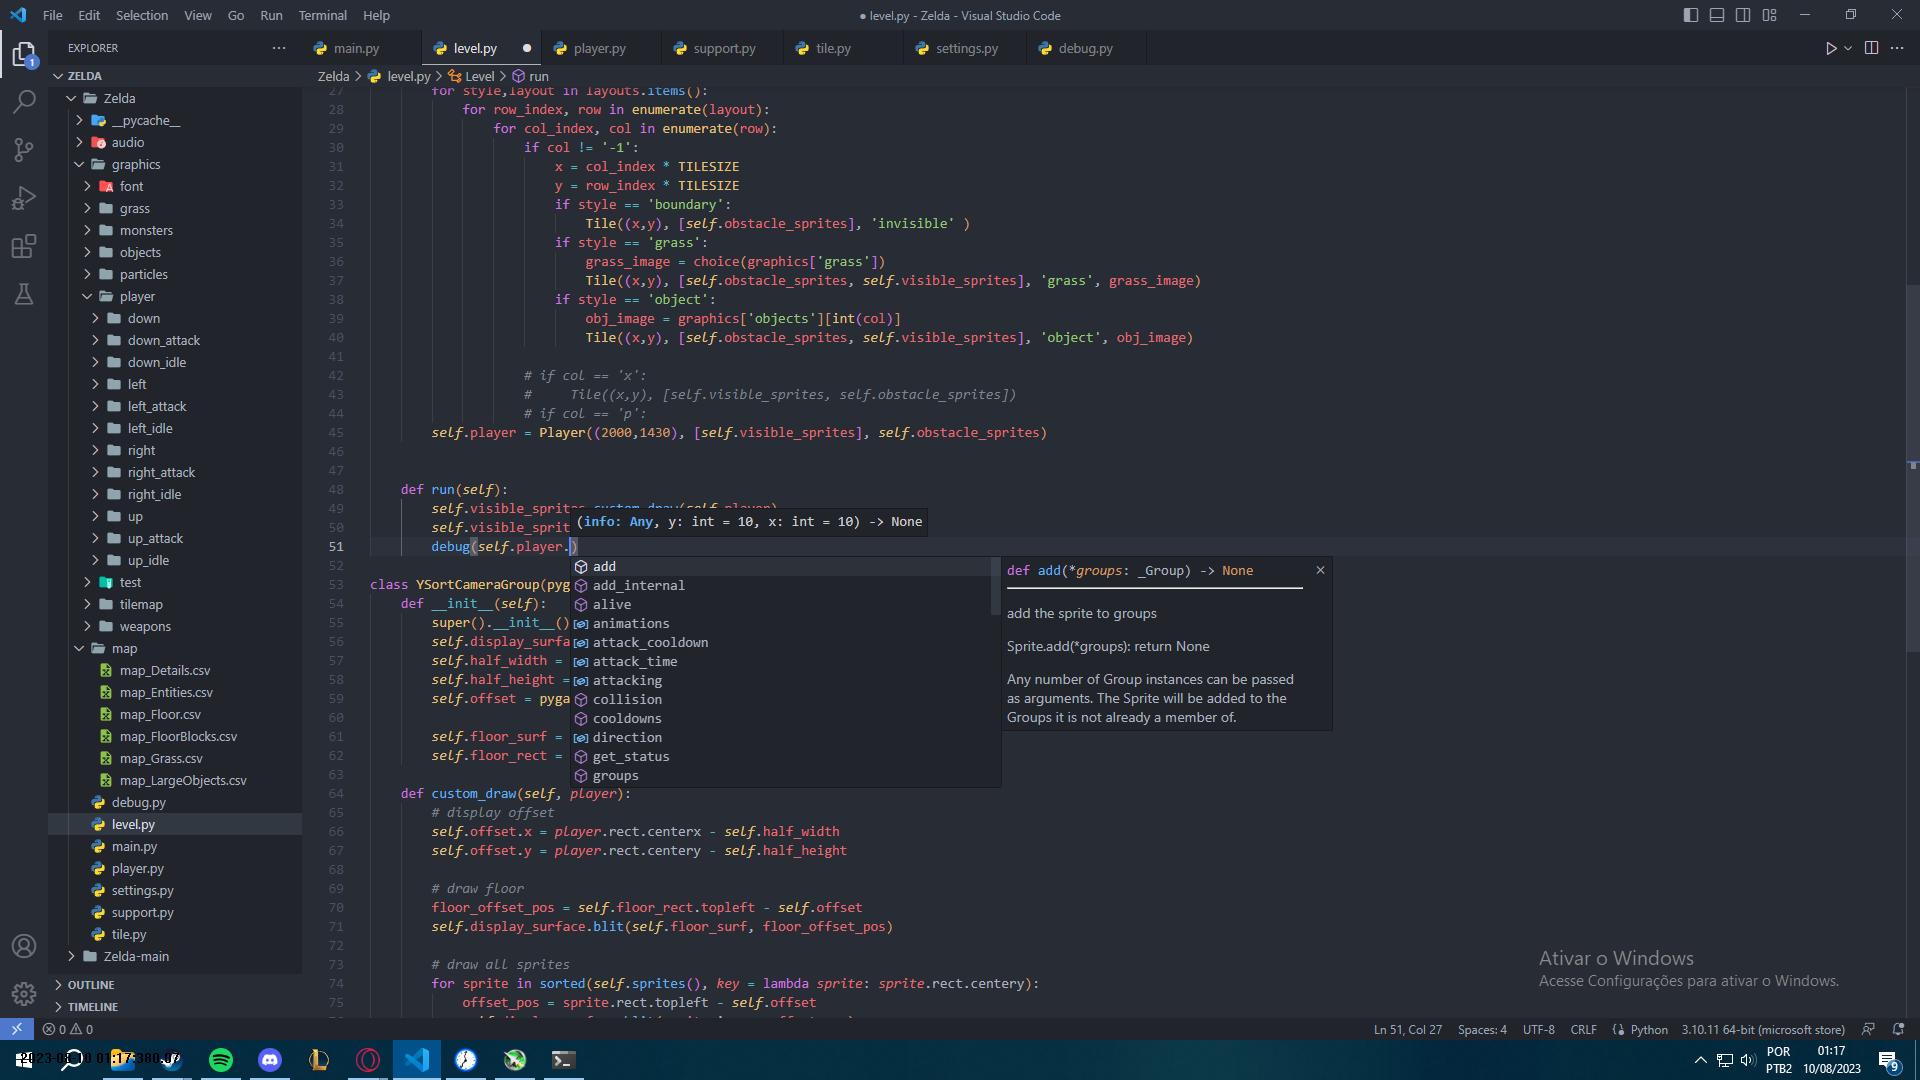 File Edit Selection View Go Run Terminal Help
● level.py - Zelda - Visual Studio Code
EXPLORER ···
main.py level.py ● player.py support.py tile.py settings.py debug.py
1
ZELDA
Zelda > level.py > Level > run
Zelda
__pycache__
audio
graphics
font
grass
monsters
objects
particles
player
down
down_attack
down_idle
left
left_attack
left_idle
right
right_attack
right_idle
up
up_attack
up_idle
test
tilemap
weapons
map
map_Details.csv
map_Entities.csv
map_Floor.csv
map_FloorBlocks.csv
map_Grass.csv
map_LargeObjects.csv
debug.py
level.py
main.py
player.py
settings.py
support.py
tile.py
Zelda-main
OUTLINE
TIMELINE
27 for style,layout in layouts.items():
28 for row_index, row in enumerate(layout):
29 for col_index, col in enumerate(row):
30 if col != '-1':
31 x = col_index * TILESIZE
32 y = row_index * TILESIZE
33 if style == 'boundary':
34 Tile((x,y), [self.obstacle_sprites], 'invisible' )
35 if style == 'grass':
36 grass_image = choice(graphics['grass'])
37 Tile((x,y), [self.obstacle_sprites, self.visible_sprites], 'grass', grass_image)
38 if style == 'object':
39 obj_image = graphics['objects'][int(col)]
40 Tile((x,y), [self.obstacle_sprites, self.visible_sprites], 'object', obj_image)
41
42 # if col == 'x':
43 #     Tile((x,y), [self.visible_sprites, self.obstacle_sprites])
44 # if col == 'p':
45 self.player = Player((2000,1430), [self.visible_sprites], self.obstacle_sprites)
46
47
48 def run(self):
49 self.visible_sprites.custom_draw(self.player)
50 self.visible_sprit
(info: Any, y: int = 10, x: int = 10) -> None
51 debug(self.player.)
52
53 class YSortCameraGroup(pyg
54 def __init__(self):
55 super().__init__()
56 self.display_surfa
57 self.half_width =
58 self.half_height =
59 self.offset = pyga
60
61 self.floor_surf =
62 self.floor_rect =
63
add
add_internal
alive
animations
attack_cooldown
attack_time
attacking
collision
cooldowns
direction
get_status
groups
def add(*groups: _Group) -> None
add the sprite to groups
Sprite.add(*groups): return None
Any number of Group instances can be passed
as arguments. The Sprite will be added to the
Groups it is not already a member of.
64 def custom_draw(self, player):
65 # display offset
66 self.offset.x = player.rect.centerx - self.half_width
67 self.offset.y = player.rect.centery - self.half_height
68
69 # draw floor
70 floor_offset_pos = self.floor_rect.topleft - self.offset
71 self.display_surface.blit(self.floor_surf, floor_offset_pos)
72
73 # draw all sprites
74 for sprite in sorted(self.sprites(), key = lambda sprite: sprite.rect.centery):
75 offset_pos = sprite.rect.topleft - self.offset
Ativar o Windows
Acesse Configurações para ativar o Windows.
0 0
Ln 51, Col 27 Spaces: 4 UTF-8 CRLF Python 3.10.11 64-bit (microsoft store)
POR
PTB2
01:17
10/08/2023
9